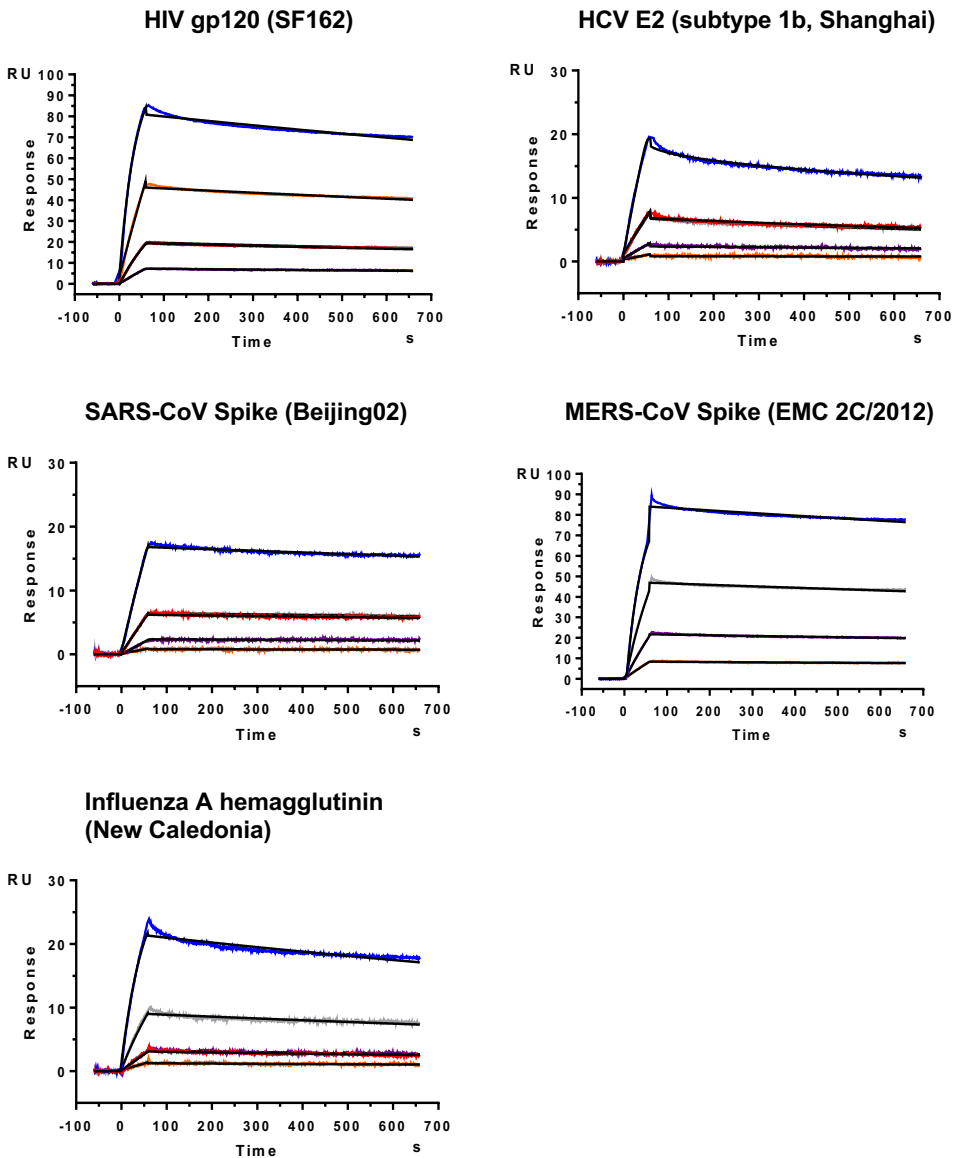 HIV gp120 (SF162)
RU
100
90
80
70
60
50
40
30
20
10
0
Response
-100 0 100 200 300 400 500 600 700
Time s
HCV E2 (subtype 1b, Shanghai)
RU
30
20
10
0
Response
-100 0 100 200 300 400 500 600 700
Time s
SARS-CoV Spike (Beijing02)
RU
30
20
10
0
Response
-100 0 100 200 300 400 500 600 700
Time s
MERS-CoV Spike (EMC 2C/2012)
RU
100
90
80
70
60
50
40
30
20
10
0
Response
-100 0 100 200 300 400 500 600 700
Time s
Influenza A hemagglutinin
(New Caledonia)
RU
30
20
10
0
Response
-100 0 100 200 300 400 500 600 700
Time s